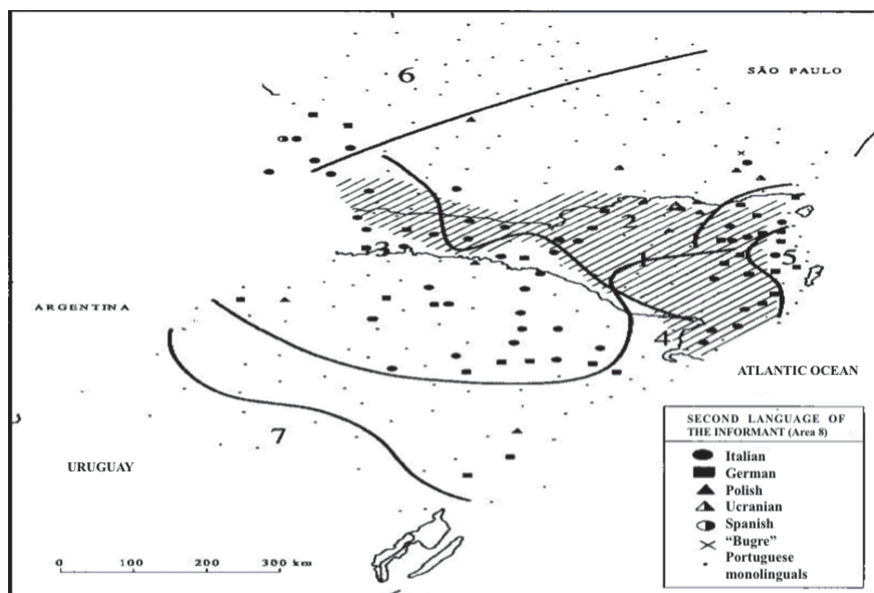 6
SÃO PAULO
2
1
3
5
ARGENTINA
4
ATLANTIC OCEAN
7
URUGUAY
SECOND LANGUAGE OF
THE INFORMANT (Area 8)
Italian
German
Polish
Ucranian
Spanish
“Bugre”
Portuguese
monolinguals
0 100 200 300 km